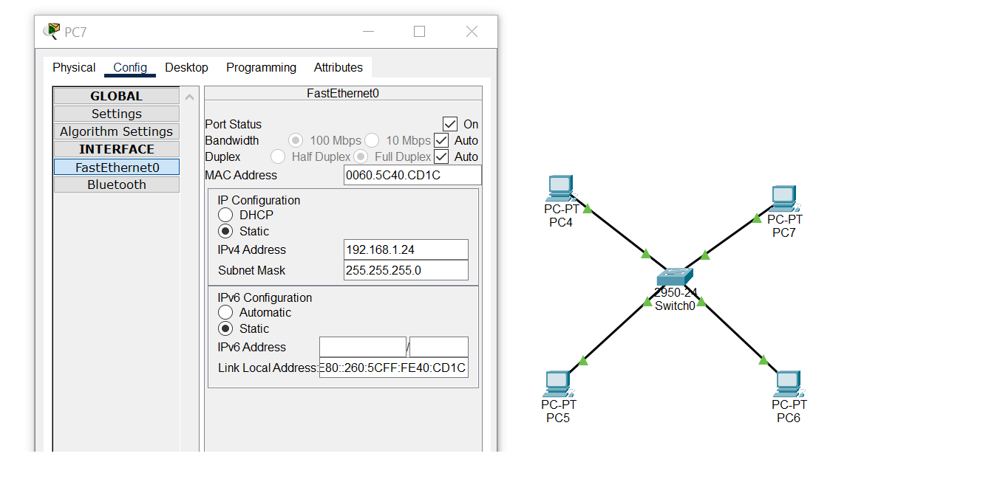 PC7
Physical Config Desktop Programming Attributes
GLOBAL
Settings
Algorithm Settings
INTERFACE
FastEthernet0
Bluetooth
FastEthernet0
Port Status On
Bandwidth 100 Mbps 10 Mbps Auto
Duplex Half Duplex Full Duplex Auto
MAC Address 0060.5C40.CD1C
IP Configuration
DHCP
Static
IPv4 Address 192.168.1.24
Subnet Mask 255.255.255.0
IPv6 Configuration
Automatic
Static
IPv6 Address /
Link Local Address: E80::260:5CFF:FE40:CD1C
PC-PT
PC4
PC-PT
PC7
2950-24
Switch0
PC-PT
PC5
PC-PT
PC6